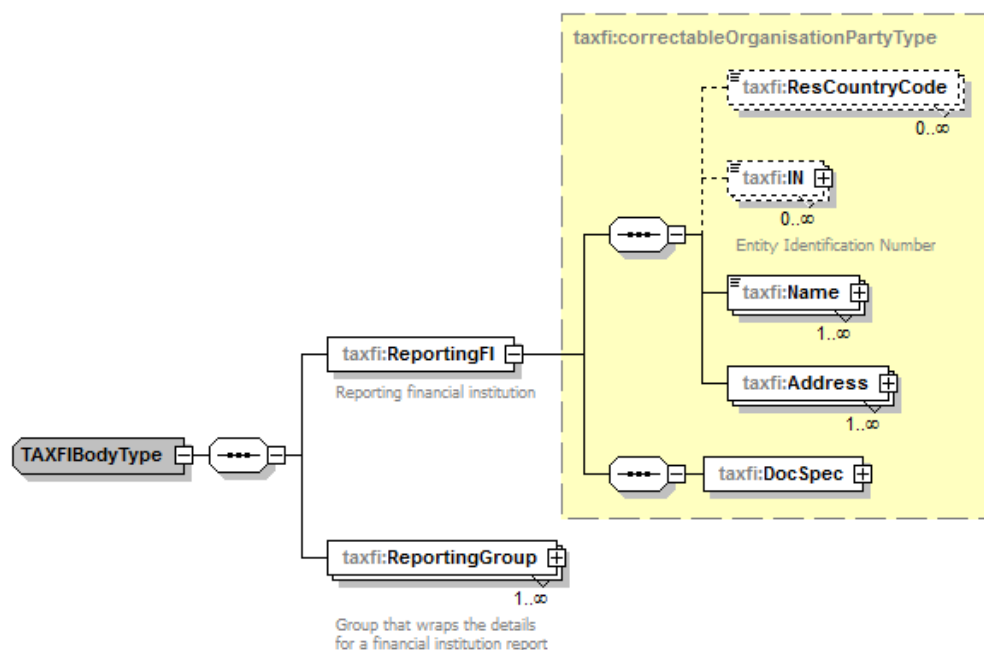 taxfi:correctableOrganisationPartyType
taxfi:ResCountryCode
0..∞
taxfi:IN
0..∞
Entity Identification Number
taxfi:Name
1..∞
taxfi:ReportingFI
Reporting financial institution
taxfi:Address
1..∞
TAXFIBodyType
taxfi:DocSpec
taxfi:ReportingGroup
1..∞
Group that wraps the details
for a financial institution report